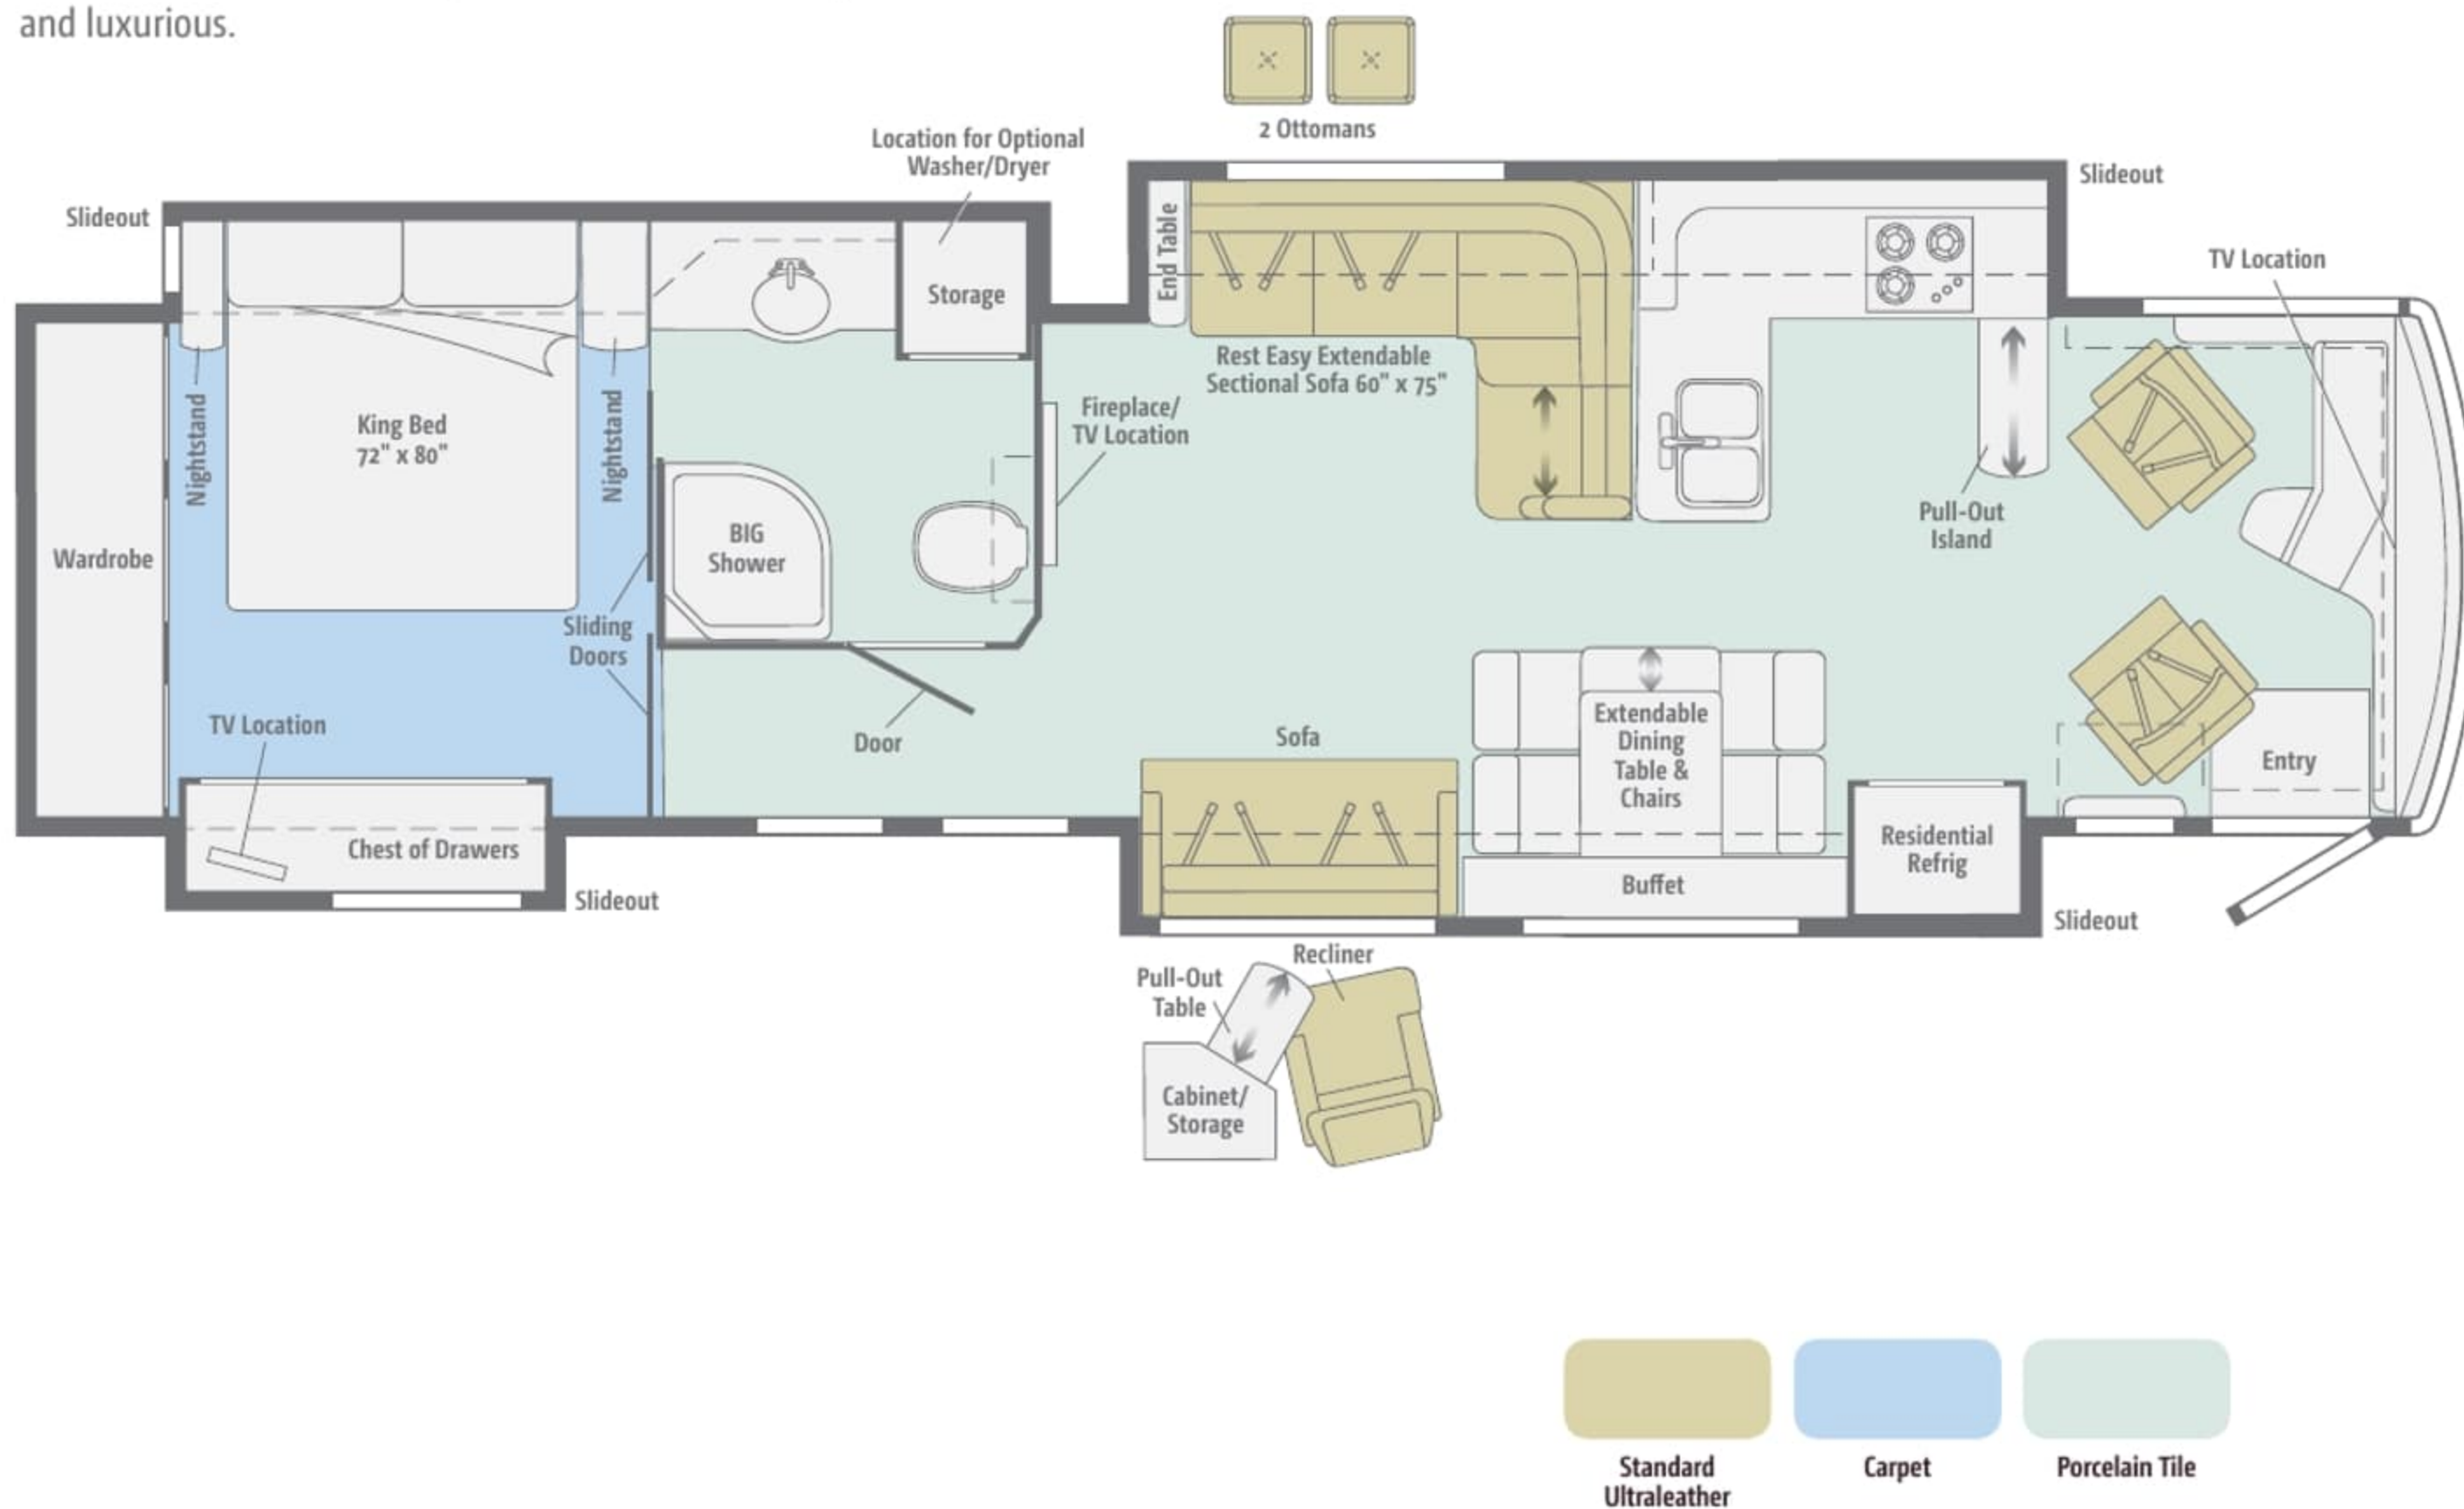 and luxurious.
2 Ottomans
Location for Optional
Washer/Dryer
Slideout
Slideout
TV Location
End Table
Storage
Rest Easy Extendable
Sectional Sofa 60" x 75"
Fireplace/
TV Location
Nightstand
King Bed
72" x 80"
Nightstand
Wardrobe
BIG
Shower
Pull-Out
Island
Sliding
Doors
TV Location
Door
Sofa
Extendable
Dining
Table &
Chairs
Entry
Chest of Drawers
Residential
Refrig
Buffet
Slideout
Slideout
Recliner
Pull-Out
Table
Cabinet/
Storage
Standard
Ultraleather
Carpet
Porcelain Tile